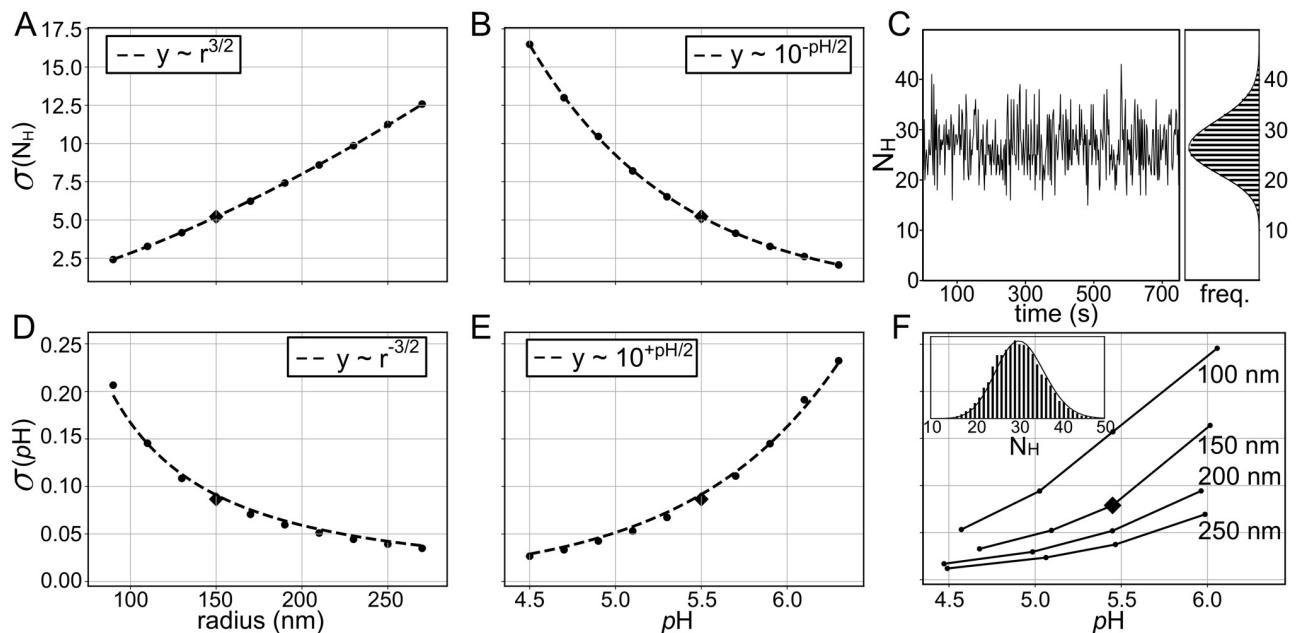 A
y ~ r^3/2
σ(N_H)
17.5
15.0
12.5
10
7.5
5.0
2.5
B
y ~ 10^-pH/2
C
N_H
40
30
20
10
0
100
300
500
700
time (s)
40
30
20
10
freq.
D
y ~ r^-3/2
σ(pH)
0.25
0.20
0.15
0.10
0.05
0.00
100
150
200
250
radius (nm)
E
y ~ 10^+pH/2
4.5
5.0
5.5
6.0
pH
F
10
20
30
40
50
N_H
100 nm
150 nm
200 nm
250 nm
4.5
5.0
5.5
6.0
pH